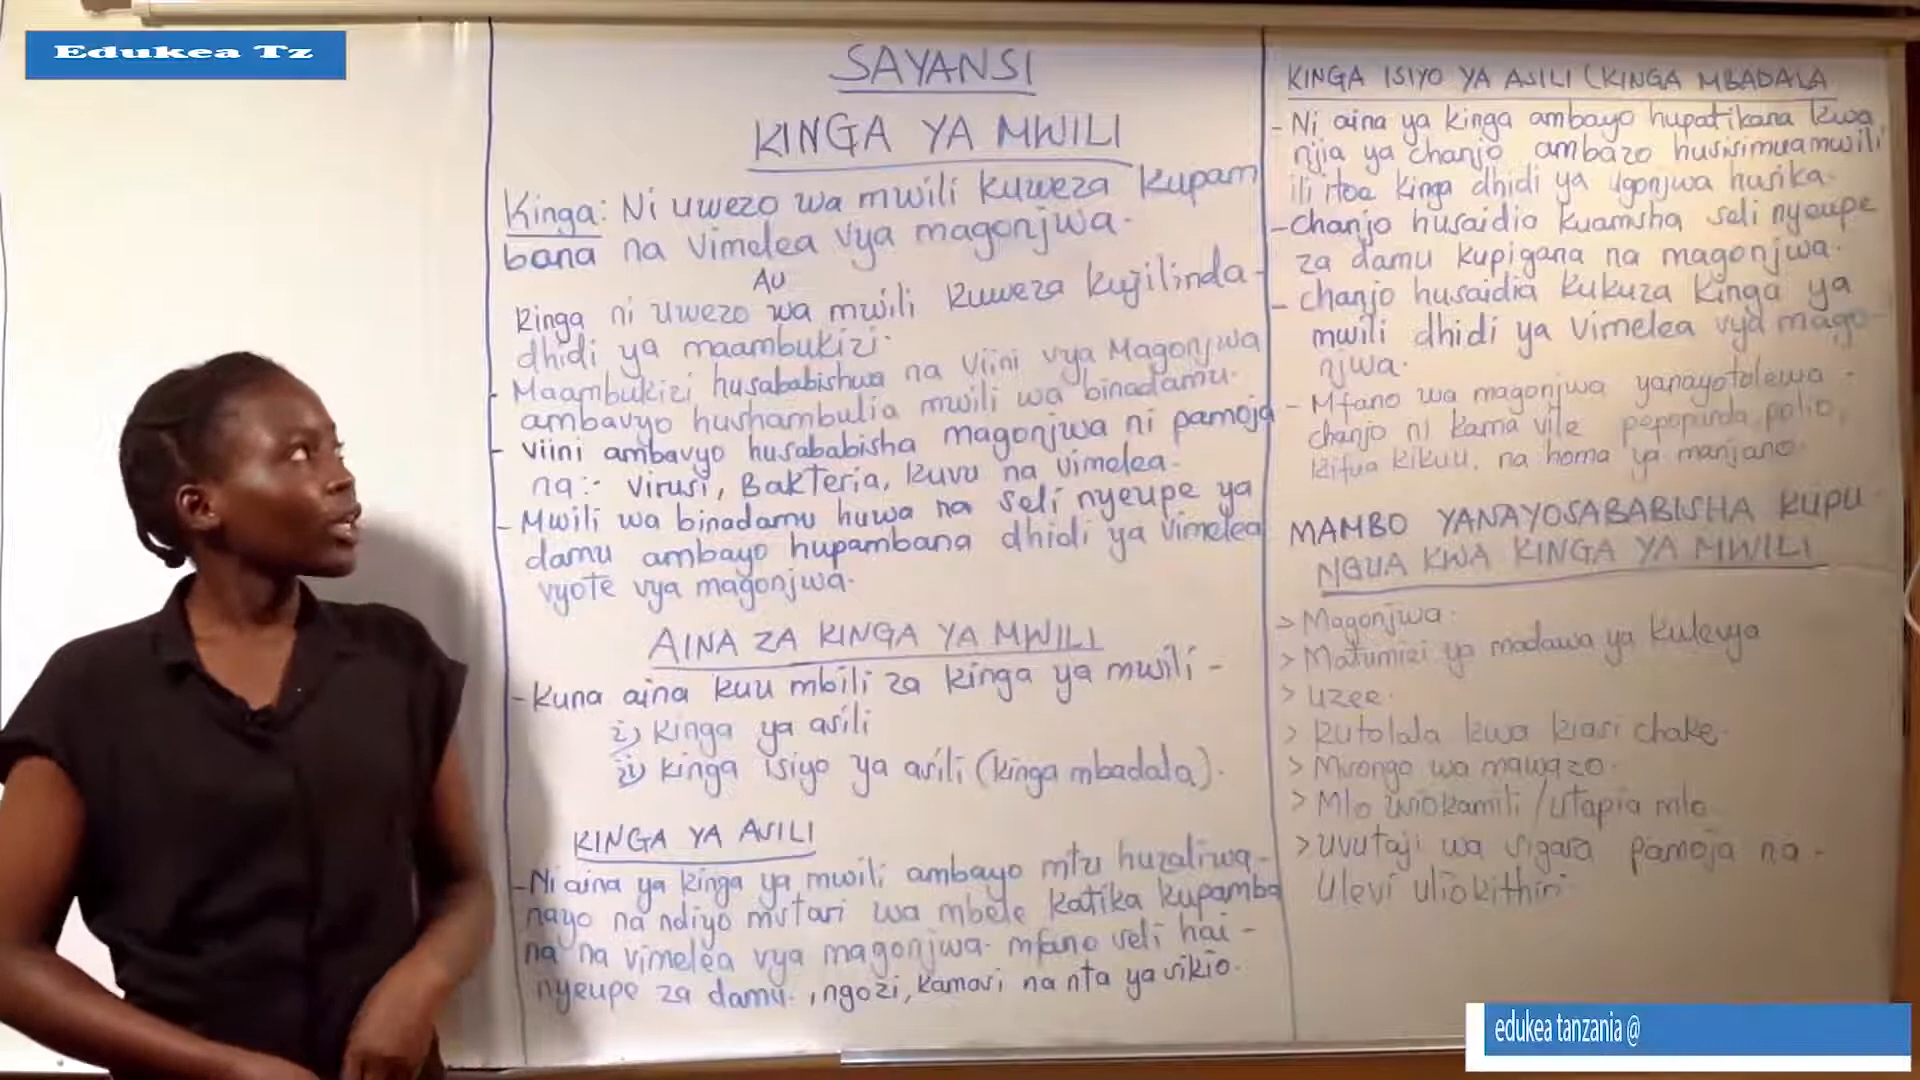 Edukea Tz
SAYANSI
KINGA YA MWILI
Kinga: Ni uwezo wa mwili kuweza kupam
bana na vimelea vya magonjwa.
AU
kinga ni uwezo wa mwili kuweza kujilinda-
dhidi ya maambukizi.
- Maambukizi husababishwa na Viini vya Magonjwa
ambavyo hushambulia mwili wa binadamu.
- Viini ambavyo husababisha magonjwa ni pamoja
na:- Virusi, Bakteria, kuvu na vimelea.
- Mwili wa binadamu huwa na seli nyeupe ya
damu ambayo hupambana dhidi ya vimelea
vyote vya magonjwa.
AINA ZA KINGA YA MWILI
- Kuna aina kuu mbili za kinga ya mwili -
i) kinga ya asili
ii) kinga isiyo ya asili (kinga mbadala).
KINGA YA ASILI
- Ni aina ya kinga ya mwili ambayo mtu huzaliwa-
nayo na ndiyo mstari wa mbele katika kupamba
na na vimelea vya magonjwa. mfano seli hai -
nyeupe za damu, ngozi, kamasi na nta ya sikio.
KINGA ISIYO YA ASILI (KINGA MBADALA
- Ni aina ya kinga ambayo hupatikana kwa
njia ya chanjo ambazo husisimua mwili
ili itoe kinga dhidi ya ugonjwa husika.
- chanjo husaidia kuamsha seli nyeupe
za damu kupigana na magonjwa.
- chanjo husaidia kukuza kinga ya
mwili dhidi ya vimelea vya mago-
njwa.
- Mfano wa magonjwa yanayotolewa -
chanjo ni kama vile pepopunda, polio,
kifua kikuu, na homa ya manjano.
MAMBO YANAYOSABABISHA KUPU
NGUA KWA KINGA YA MWILI
> Magonjwa.
> Matumizi ya madawa ya kulevya
> Uzee.
> Kutolala kwa kiasi chake.
> Msongo wa mawazo.
> Mlo usiokamili / utapia mlo
> Uvutaji wa sigara pamoja na -
ulevi uliokithiri.
edukea tanzania @